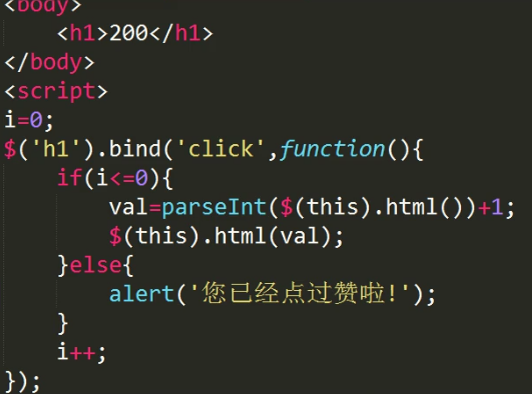 <body>
<h1>200</h1>
</body>
<script>
i=0;
$('h1').bind('click',function(){
if(i<=0){
val=parseInt($(this).html())+1;
$(this).html(val);
}else{
alert('您已经点过赞啦!');
}
i++;
});